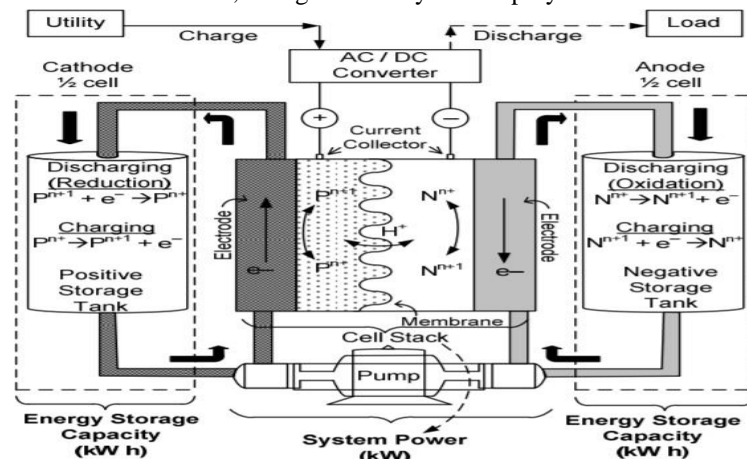 Utility
Charge
Discharge
Load
AC / DC
Converter
Cathode
½ cell
Anode
½ cell
+
−
Current
Collector
Discharging
(Reduction)
Pⁿ⁺¹ + e⁻ →Pⁿ⁺
Charging
Pⁿ⁺→Pⁿ⁺¹ + e⁻
Positive
Storage
Tank
Electrode
e⁻
Pⁿ⁺¹
Pⁿ⁺
H⁺
Nⁿ⁺
Nⁿ⁺¹
Electrode
e⁻
Discharging
(Oxidation)
Nⁿ⁺→Nⁿ⁺¹ + e⁻
Charging
Nⁿ⁺¹ + e⁻→Nⁿ⁺
Negative
Storage
Tank
Membrane
Cell Stack
Pump
Energy Storage
Capacity
(kW h)
System Power
(kW)
Energy Storage
Capacity
(kW h)